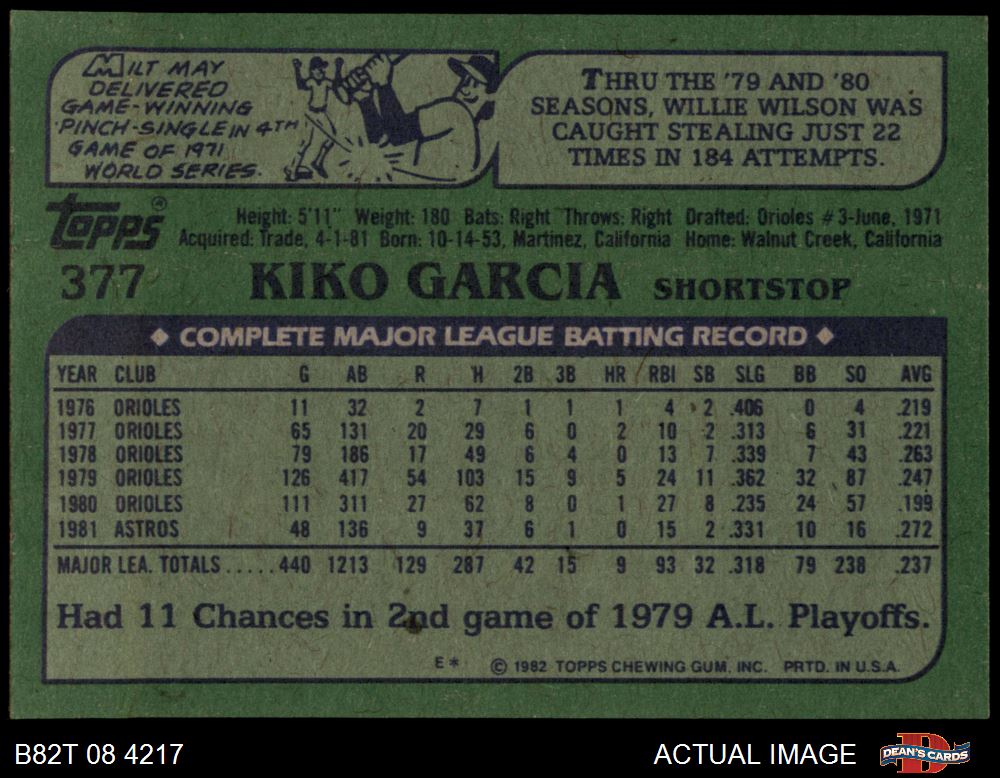 MILT MAY
DELIVERED
GAME-WINNING
PINCH-SINGLE IN 4TH
GAME OF 1971
WORLD SERIES.
THRU THE '79 AND '80
SEASONS, WILLIE WILSON WAS
CAUGHT STEALING JUST 22
TIMES IN 184 ATTEMPTS.
TOPPS®
Height: 5'11" Weight: 180 Bats: Right Throws: Right Drafted: Orioles #3-June, 1971
Acquired: Trade, 4-1-81 Born: 10-14-53, Martinez, California Home: Walnut Creek, California
377 KIKO GARCIA SHORTSTOP
◆ COMPLETE MAJOR LEAGUE BATTING RECORD ◆
YEAR CLUB G AB R H 2B 3B HR RBI SB SLG BB SO AVG
1976 ORIOLES 11 32 2 7 1 1 1 4 2 .406 0 4 .219
1977 ORIOLES 65 131 20 29 6 0 2 10 2 .313 6 31 .221
1978 ORIOLES 79 186 17 49 6 4 0 13 7 .339 7 43 .263
1979 ORIOLES 126 417 54 103 15 9 5 24 11 .362 32 87 .247
1980 ORIOLES 111 311 27 62 8 0 1 27 8 .235 24 57 .199
1981 ASTROS 48 136 9 37 6 1 0 15 2 .331 10 16 .272
MAJOR LEA. TOTALS.....440 1213 129 287 42 15 9 93 32 .318 79 238 .237
Had 11 Chances in 2nd game of 1979 A.L. Playoffs.
E* © 1982 TOPPS CHEWING GUM, INC. PRTD. IN U.S.A.
B82T 08 4217 ACTUAL IMAGE D DEAN'S CARDS